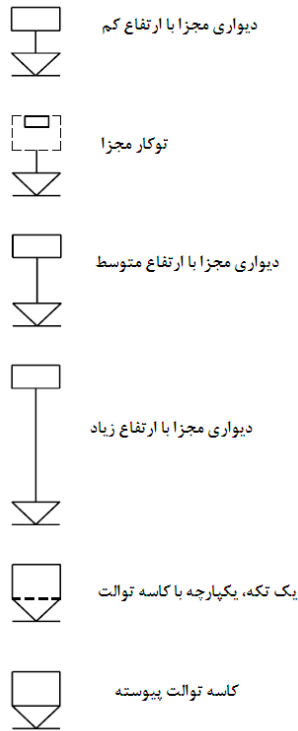 دیواری مجزا با ارتفاع کم
توکار مجزا
دیواری مجزا با ارتفاع متوسط
دیواری مجزا با ارتفاع زیاد
یک تکه، یکپارچه با کاسه توالت
کاسه توالت پیوسته